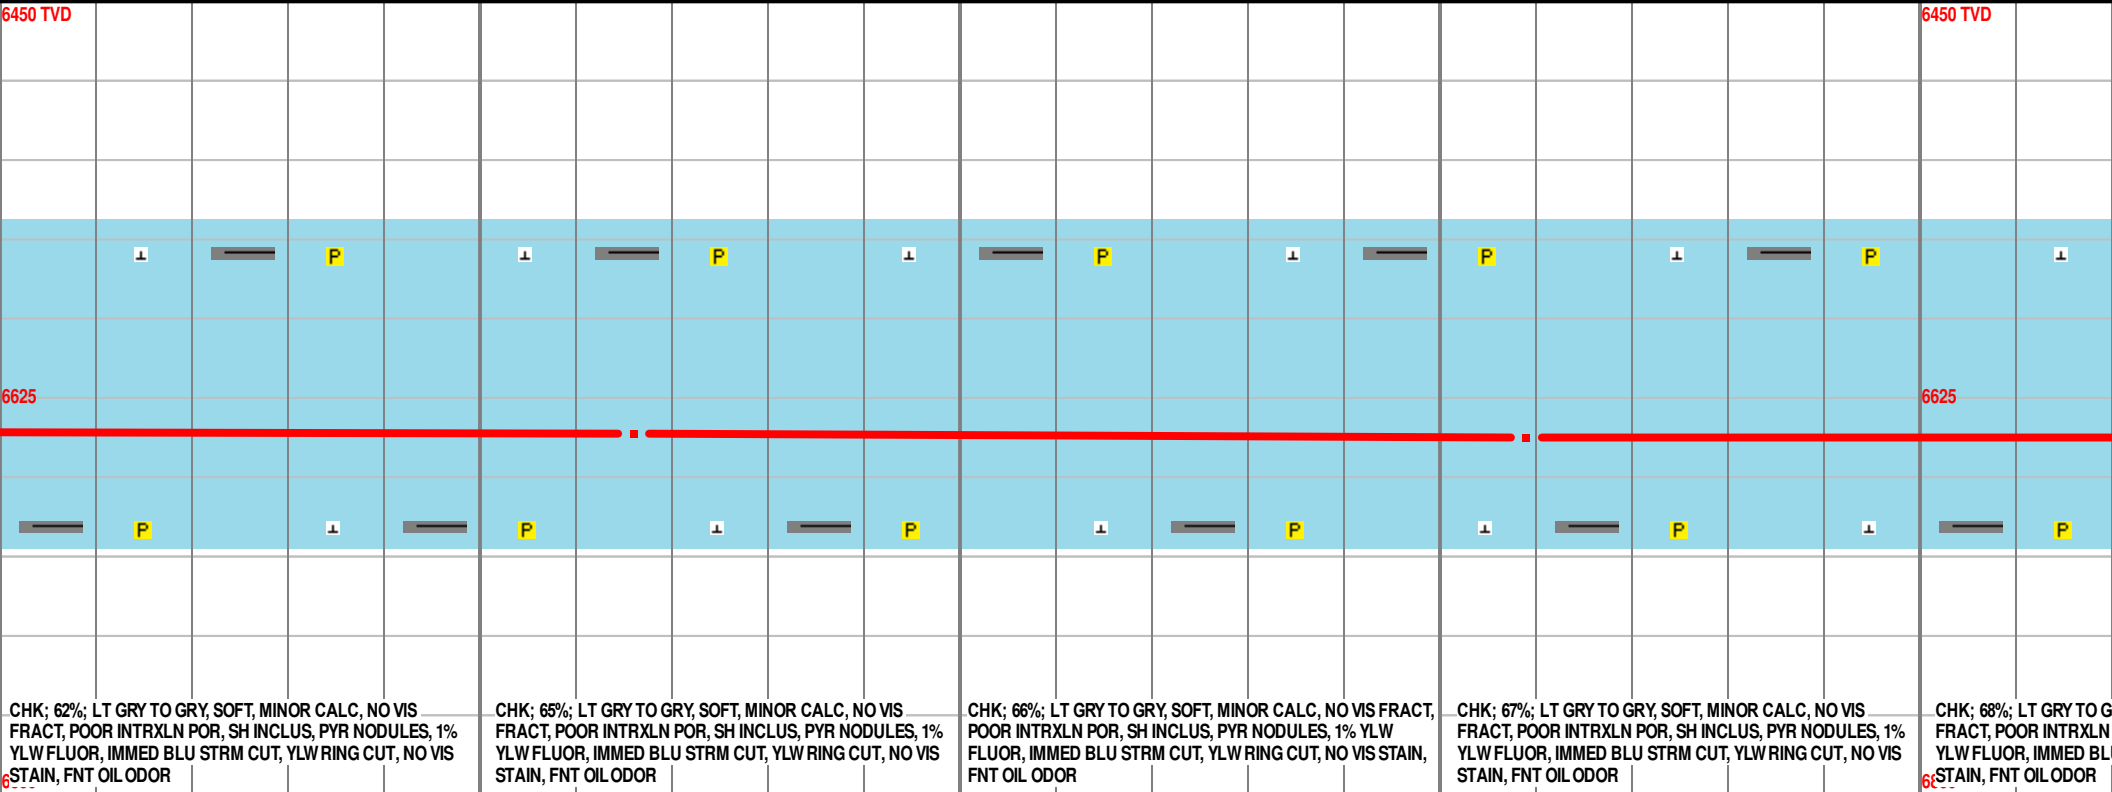 6450 TVD
6450 TVD
P
P
P
P
P
6625
6625
P
P
P
P
P
P
CHK; 62%; LT GRY TO GRY, SOFT, MINOR CALC, NO VIS
FRACT, POOR INTRXLN POR, SH INCLUS, PYR NODULES, 1%
YLW FLUOR, IMMED BLU STRM CUT, YLW RING CUT, NO VIS
STAIN, FNT OIL ODOR
CHK; 65%; LT GRY TO GRY, SOFT, MINOR CALC, NO VIS
FRACT, POOR INTRXLN POR, SH INCLUS, PYR NODULES, 1%
YLW FLUOR, IMMED BLU STRM CUT, YLW RING CUT, NO VIS
STAIN, FNT OIL ODOR
CHK; 66%; LT GRY TO GRY, SOFT, MINOR CALC, NO VIS FRACT,
POOR INTRXLN POR, SH INCLUS, PYR NODULES, 1% YLW
FLUOR, IMMED BLU STRM CUT, YLW RING CUT, NO VIS STAIN,
FNT OIL ODOR
CHK; 67%; LT GRY TO GRY, SOFT, MINOR CALC, NO VIS
FRACT, POOR INTRXLN POR, SH INCLUS, PYR NODULES, 1%
YLW FLUOR, IMMED BLU STRM CUT, YLW RING CUT, NO VIS
STAIN, FNT OIL ODOR
CHK; 68%; LT GRY TO G
FRACT, POOR INTRXLN
YLW FLUOR, IMMED BLU
STAIN, FNT OIL ODOR